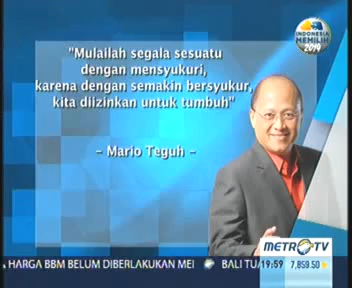 INDONESIA
MEMILIH
2014
"Mulailah segala sesuatu
dengan mensyukuri,
karena dengan semakin bersyukur,
kita diizinkan untuk tumbuh"
- Mario Teguh -
METRO TV
A HARGA BBM BELUM DIBERLAKUKAN MEI
BALI TU
19:59
7,859.50